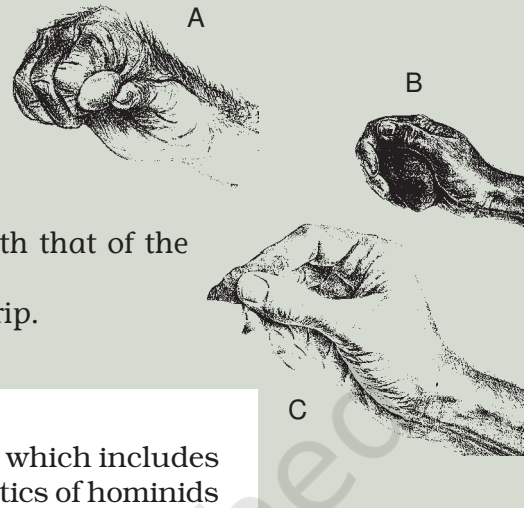 A
B
th that of the
rip.
C
which includes
tics of hominids